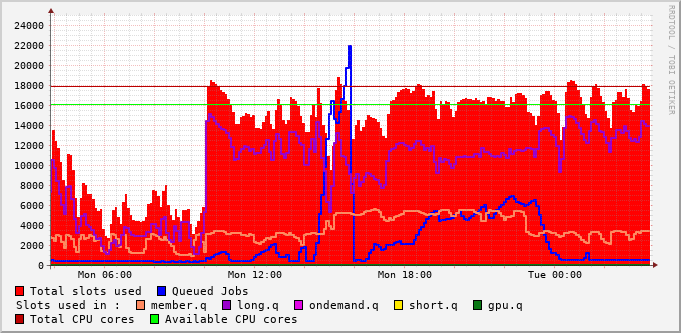 24000
22000
20000
18000
16000
14000
12000
10000
8000
6000
4000
2000
0
Mon 06:00 Mon 12:00 Mon 18:00 Tue 00:00
RRDTOOL / TOBI OETIKER
Total slots used Queued Jobs
Slots used in : member.q long.q ondemand.q short.q gpu.q
Total CPU cores Available CPU cores